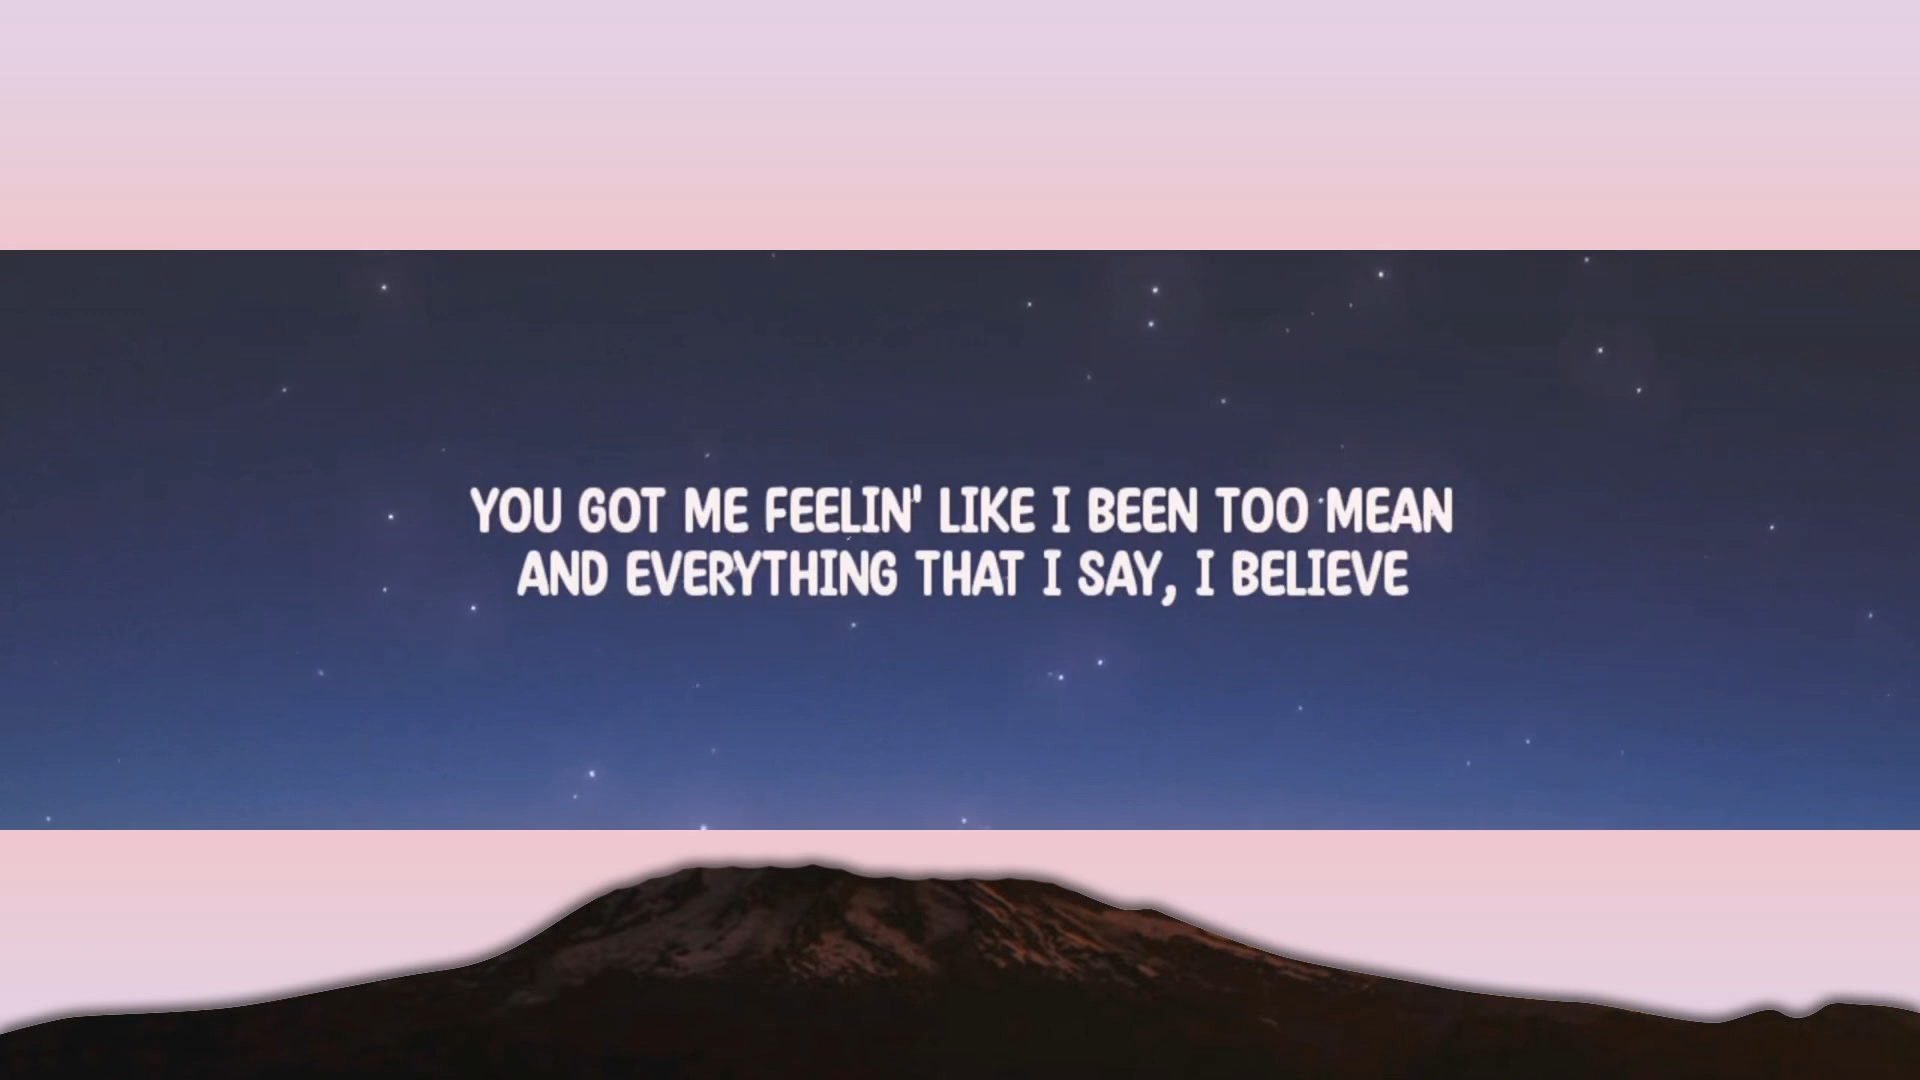 YOU GOT ME FEELIN' LIKE I BEEN TOO MEAN
AND EVERYTHING THAT I SAY, I BELIEVE